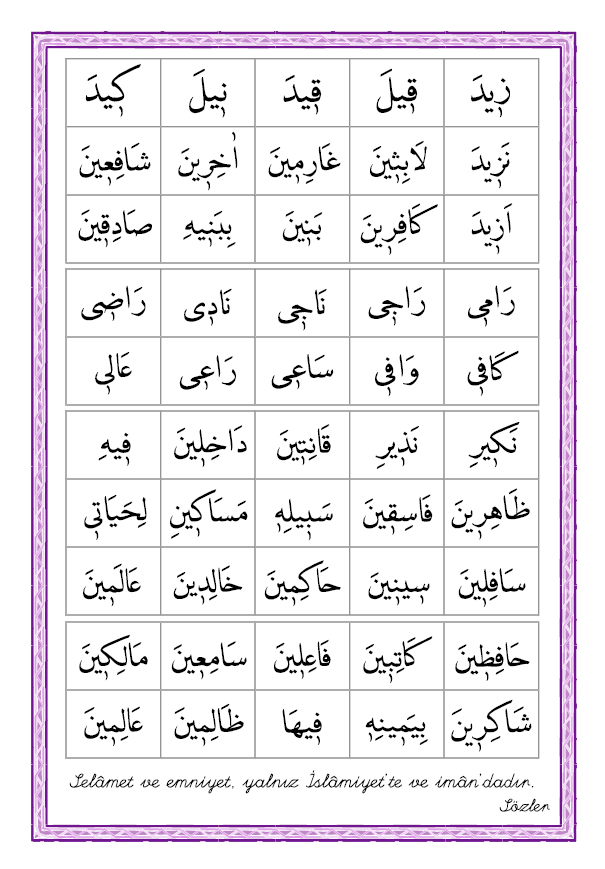 زٖيدَ قٖيلَ قٖيدَ نٖيلَ كٖيدَ
نَزٖيدَ لَابِثٖينَ غَارِمٖينَ اٰخِرٖينَ شَافِعٖينَ
اَزٖيدَ كَافِرٖينَ بَنٖينَ بِبَنٖيهِ صَادِقٖينَ
رَامٖى رَاجٖى نَاجٖى نَادٖى رَاضٖى
كَافٖى وَافٖى سَاعٖى رَاعٖى عَالٖى
نَكٖيرِ نَذٖيرِ قَانِتٖينَ دَاخِلٖينَ فٖيهِ
ظَاهِرٖينَ فَاسِقٖينَ سَبٖيلِهٖ مَسَاكٖينِ لِحَيَاتٖى
سَافِلٖينَ سٖينٖينَ حَاكِمٖينَ خَالِدٖينَ عَالَمٖينَ
حَافِظٖينَ كَاتِبٖينَ فَاعِلٖينَ سَامِعٖينَ مَالِكٖينَ
شَاكِرٖينَ بِيَمٖينِهٖ فٖيهَا ظَالِمٖينَ عَالِمٖينَ
Selâmet ve emniyet, yalnız İslâmiyet'te ve imân'dadır.
Sözler